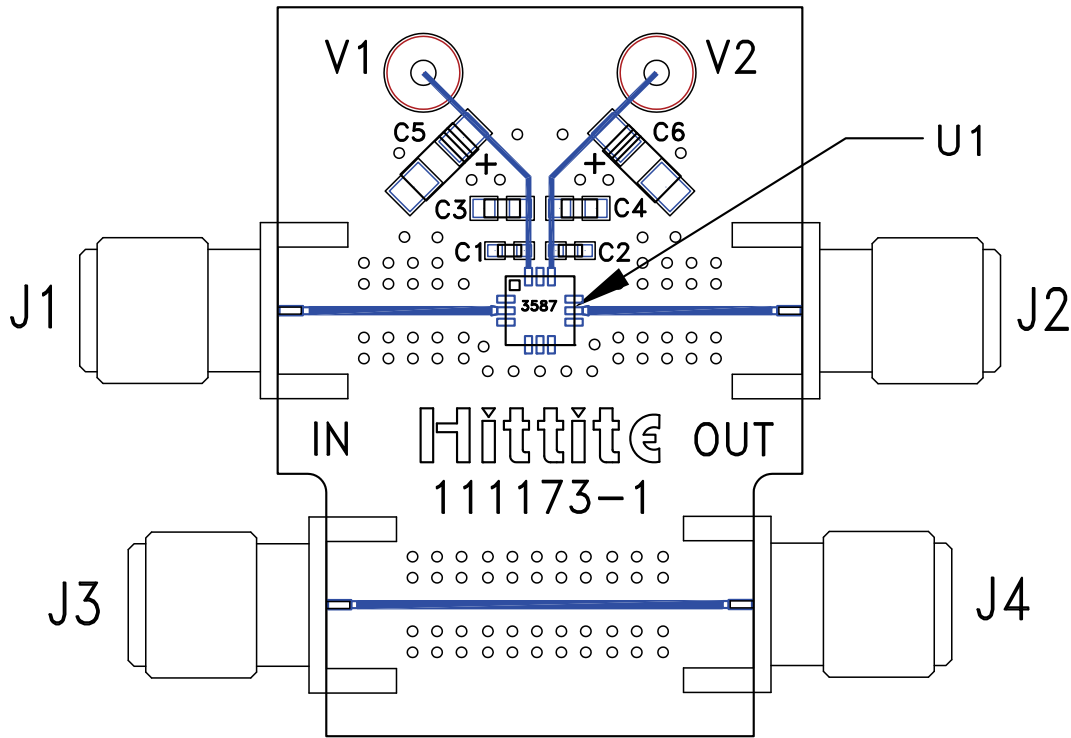 V1 V2
C5 C6 U1
+ +
C3 C4
C1 C2
J1 3587 J2
IN Hittite OUT
111173-1
J3 J4